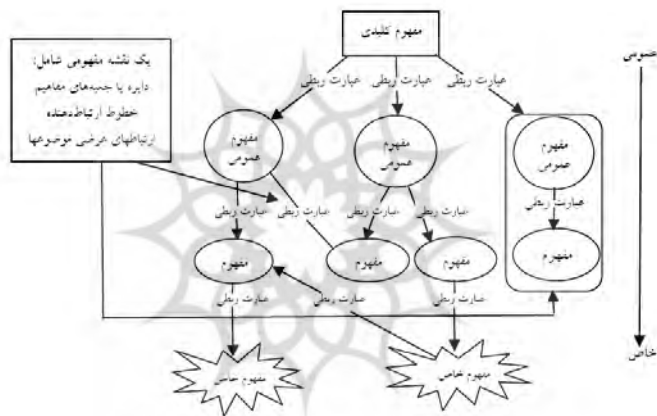 مفهوم کلیدی
یک نقشه مفهومی شامل:
دایره یا جعبه‌های مفاهیم
خطوط ارتباط‌دهنده
ارتباطهای عرضی موضوعها
عمومی
عبارت ربطی
عبارت ربطی
عبارت ربطی
مفهوم
عمومی
مفهوم
عمومی
مفهوم
عمومی
عبارت ربطی
عبارت ربطی
عبارت ربطی
عبارت ربطی
عبارت ربطی
مفهوم
مفهوم
مفهوم
مفهوم
عبارت ربطی
عبارت ربطی
عبارت ربطی
خاص
مفهوم خاص
مفهوم خاص